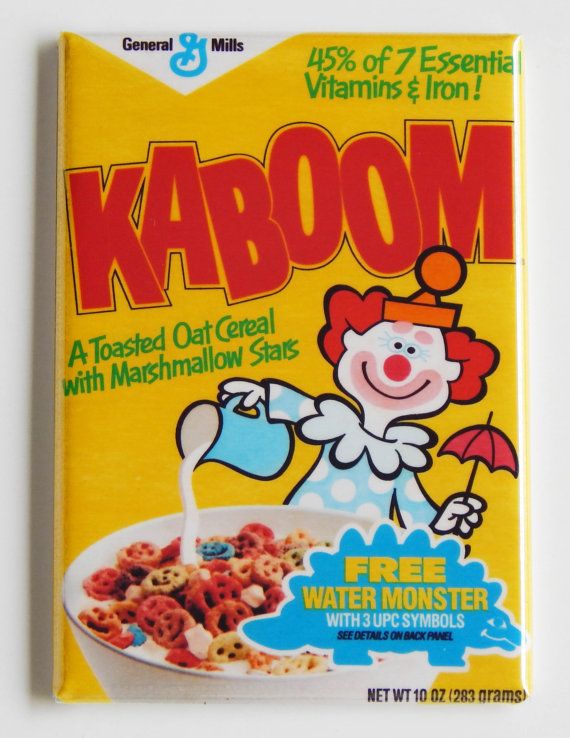 General Mills
45% of 7 Essential
Vitamins & Iron!
KABOOM
A Toasted Oat Cereal
with Marshmallow Stars
FREE
WATER MONSTER
WITH 3 UPC SYMBOLS
SEE DETAILS ON BACK PANEL
NET WT 10 OZ (283 grams)